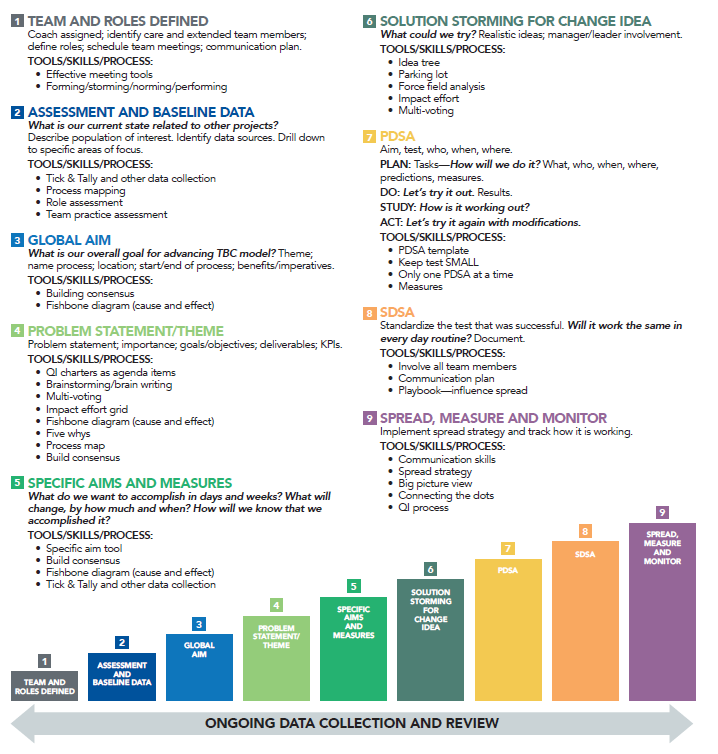 1 TEAM AND ROLES DEFINED
Coach assigned; identify care and extended team members;
define roles; schedule team meetings; communication plan.
TOOLS/SKILLS/PROCESS:
• Effective meeting tools
• Forming/storming/norming/performing
2 ASSESSMENT AND BASELINE DATA
What is our current state related to other projects?
Describe population of interest. Identify data sources. Drill down
to specific areas of focus.
TOOLS/SKILLS/PROCESS:
• Tick & Tally and other data collection
• Process mapping
• Role assessment
• Team practice assessment
3 GLOBAL AIM
What is our overall goal for advancing TBC model? Theme;
name process; location; start/end of process; benefits/imperatives.
TOOLS/SKILLS/PROCESS:
• Building consensus
• Fishbone diagram (cause and effect)
4 PROBLEM STATEMENT/THEME
Problem statement; importance; goals/objectives; deliverables; KPIs.
TOOLS/SKILLS/PROCESS:
• QI charters as agenda items
• Brainstorming/brain writing
• Multi-voting
• Impact effort grid
• Fishbone diagram (cause and effect)
• Five whys
• Process map
• Build consensus
5 SPECIFIC AIMS AND MEASURES
What do we want to accomplish in days and weeks? What will
change, by how much and when? How will we know that we
accomplished it?
TOOLS/SKILLS/PROCESS:
• Specific aim tool
• Build consensus
• Fishbone diagram (cause and effect)
• Tick & Tally and other data collection
6 SOLUTION STORMING FOR CHANGE IDEA
What could we try? Realistic ideas; manager/leader involvement.
TOOLS/SKILLS/PROCESS:
• Idea tree
• Parking lot
• Force field analysis
• Impact effort
• Multi-voting
7 PDSA
Aim, test, who, when, where.
PLAN: Tasks—How will we do it? What, who, when, where,
predictions, measures.
DO: Let's try it out. Results.
STUDY: How is it working out?
ACT: Let's try it again with modifications.
TOOLS/SKILLS/PROCESS:
• PDSA template
• Keep test SMALL
• Only one PDSA at a time
• Measures
8 SDSA
Standardize the test that was successful. Will it work the same in
every day routine? Document.
TOOLS/SKILLS/PROCESS:
• Involve all team members
• Communication plan
• Playbook—influence spread
9 SPREAD, MEASURE AND MONITOR
Implement spread strategy and track how it is working.
TOOLS/SKILLS/PROCESS:
• Communication skills
• Spread strategy
• Big picture view
• Connecting the dots
• QI process
1
TEAM AND
ROLES DEFINED
2
ASSESSMENT
AND
BASELINE DATA
3
GLOBAL
AIM
4
PROBLEM
STATEMENT/
THEME
5
SPECIFIC
AIMS
AND
MEASURES
6
SOLUTION
STORMING
FOR
CHANGE
IDEA
7
PDSA
8
SDSA
9
SPREAD,
MEASURE
AND
MONITOR
ONGOING DATA COLLECTION AND REVIEW